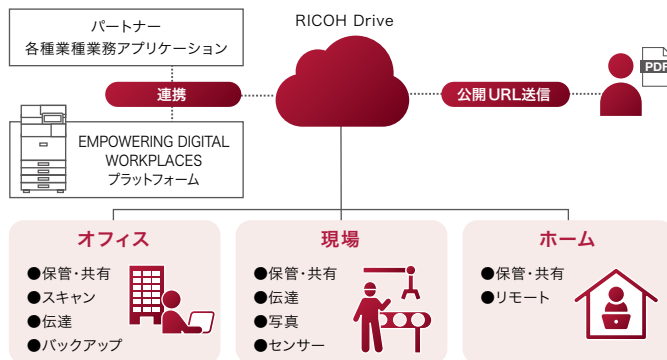 パートナー
各種業種業務アプリケーション
RICOH Drive
連携
公開URL送信
PDF
EMPOWERING DIGITAL
WORKPLACES
プラットフォーム
オフィス
●保管・共有
●スキャン
●伝達
●バックアップ
現場
●保管・共有
●伝達
●写真
●センサー
ホーム
●保管・共有
●リモート